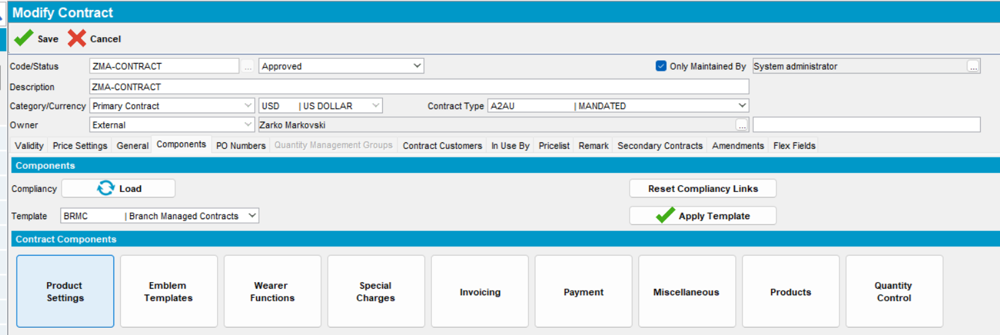 Modify Contract
Save Cancel
Code/Status ZMA-CONTRACT ... Approved Only Maintained By System administrator ...
Description ZMA-CONTRACT
Category/Currency Primary Contract USD | US DOLLAR Contract Type A2AU | MANDATED
Owner External Zarko Markovski ...
Validity Price Settings General Components PO Numbers Quantity Management Groups Contract Customers In Use By Pricelist Remark Secondary Contracts Amendments Flex Fields
Components
Compliancy Load Reset Compliancy Links
Template BRMC | Branch Managed Contracts Apply Template
Contract Components
Product Settings Emblem Templates Wearer Functions Special Charges Invoicing Payment Miscellaneous Products Quantity Control